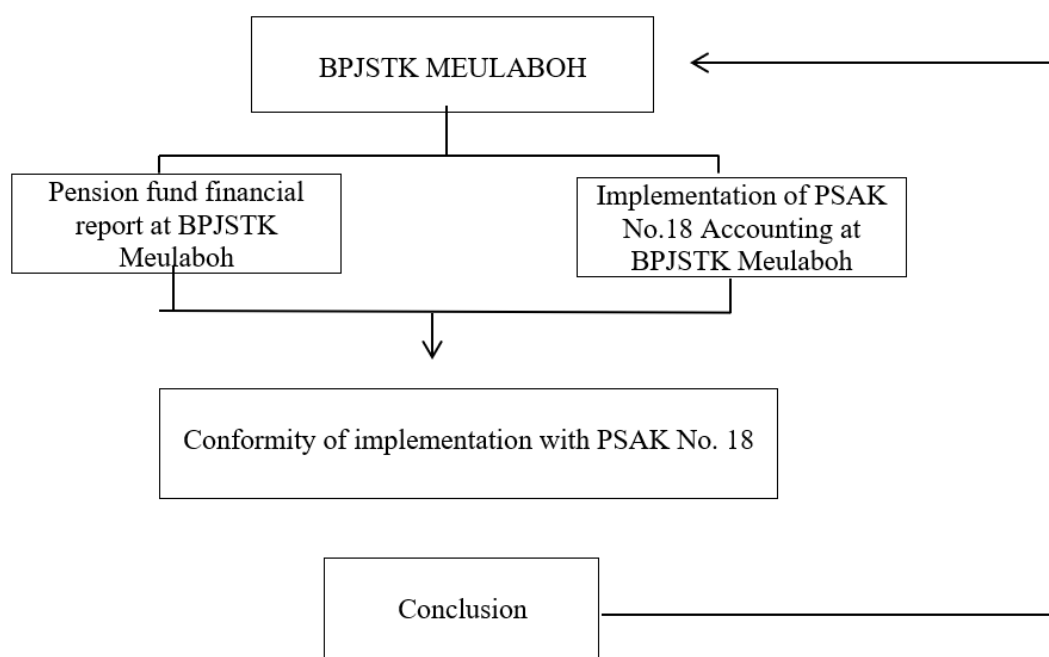 BPJSTK MEULABOH
Pension fund financial
report at BPJSTK
Meulaboh
Implementation of PSAK
No.18 Accounting at
BPJSTK Meulaboh
Conformity of implementation with PSAK No. 18
Conclusion